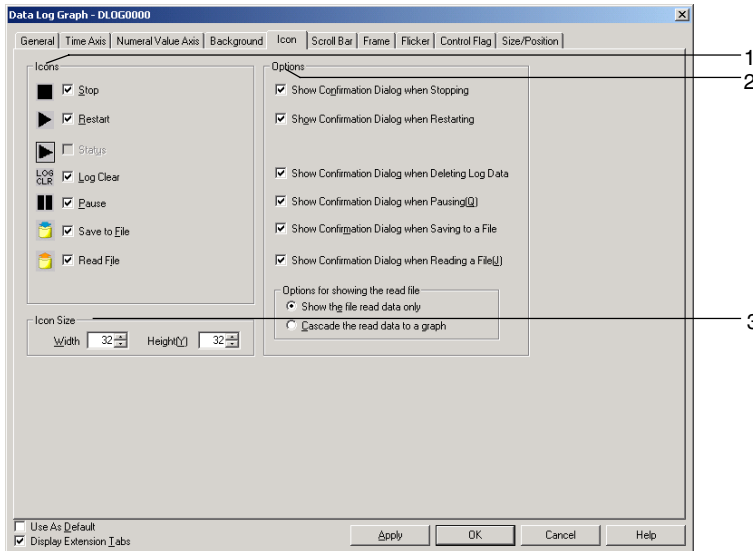 Data Log Graph - DLOG0000
General Time Axis Numeral Value Axis Background Icon Scroll Bar Frame Flicker Control Flag Size/Position
1
2
3
Icons
Stop
Restart
Status
LOG CLR Log Clear
Pause
Save to File
Read File
Icon Size
Width 32 Height(Y) 32
Options
Show Confirmation Dialog when Stopping
Show Confirmation Dialog when Restarting
Show Confirmation Dialog when Deleting Log Data
Show Confirmation Dialog when Pausing(Q)
Show Confirmation Dialog when Saving to a File
Show Confirmation Dialog when Reading a File(J)
Options for showing the read file
Show the file read data only
Cascade the read data to a graph
Use As Default
Display Extension Tabs
Apply OK Cancel Help